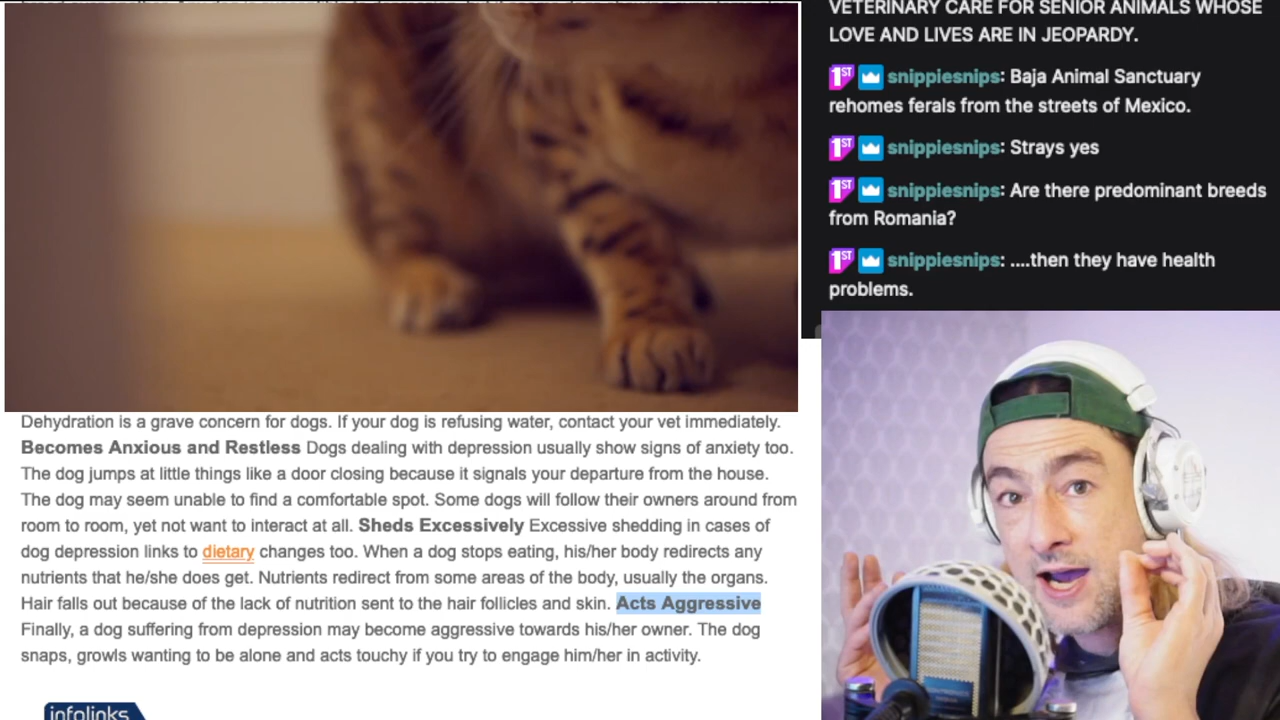 Dehydration is a grave concern for dogs. If your dog is refusing water, contact your vet immediately.
Becomes Anxious and Restless Dogs dealing with depression usually show signs of anxiety too.
The dog jumps at little things like a door closing because it signals your departure from the house.
The dog may seem unable to find a comfortable spot. Some dogs will follow their owners around from
room to room, yet not want to interact at all. Sheds Excessively Excessive shedding in cases of
dog depression links to dietary changes too. When a dog stops eating, his/her body redirects any
nutrients that he/she does get. Nutrients redirect from some areas of the body, usually the organs.
Hair falls out because of the lack of nutrition sent to the hair follicles and skin. Acts Aggressive
Finally, a dog suffering from depression may become aggressive towards his/her owner. The dog
snaps, growls wanting to be alone and acts touchy if you try to engage him/her in activity.
infolinks
VETERINARY CARE FOR SENIOR ANIMALS WHOSE
LOVE AND LIVES ARE IN JEOPARDY.
1ST snippiesnips: Baja Animal Sanctuary
rehomes ferals from the streets of Mexico.
1ST snippiesnips: Strays yes
1ST snippiesnips: Are there predominant breeds
from Romania?
1ST snippiesnips: ....then they have health
problems.